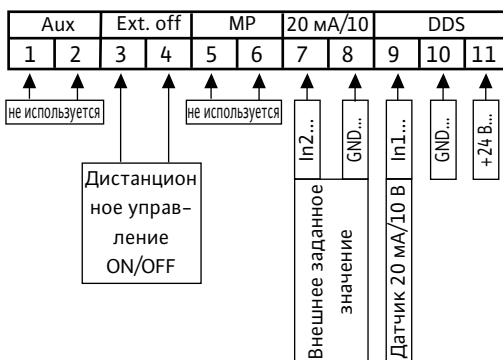 Aux Ext. off MP 20 мА/10 DDS
1 2 3 4 5 6 7 8 9 10 11
не используется
не используется
In2...
GND...
In1...
GND...
+24 В...
Дистанцион
ное управ-
ление
ON/OFF
Внешнее заданное
значение
Датчик 20 мА/10 В